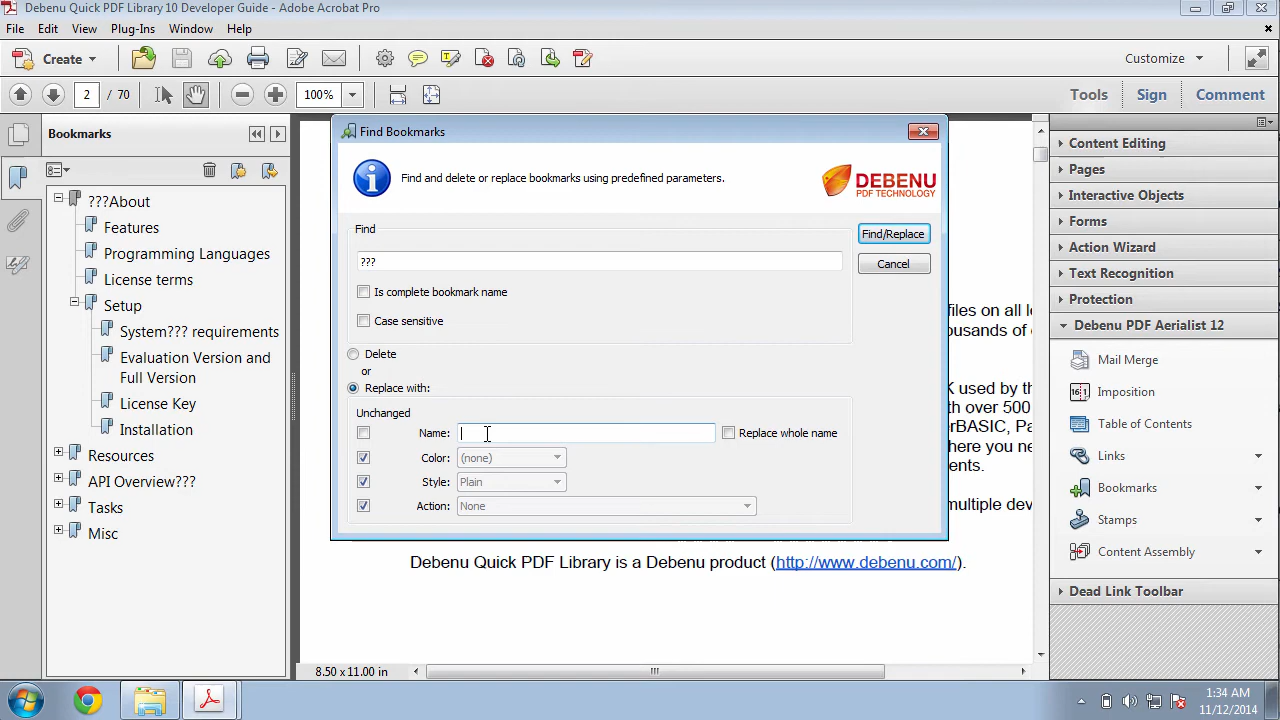 Debenu Quick PDF Library 10 Developer Guide - Adobe Acrobat Pro
File Edit View Plug-Ins Window Help
Create
Customize
2 / 70
100%
Tools Sign Comment
Bookmarks
???About
Features
Programming Languages
License terms
Setup
System??? requirements
Evaluation Version and
Full Version
License Key
Installation
Resources
API Overview???
Tasks
Misc
Find Bookmarks
Find and delete or replace bookmarks using predefined parameters.
DEBENU
PDF TECHNOLOGY
Find
???
Find/Replace
Cancel
Is complete bookmark name
Case sensitive
Delete
or
Replace with:
Unchanged
Name:
Replace whole name
Color: (none)
Style: Plain
Action: None
files on all l
ousands of
K used by th
th over 500
erBASIC, Pa
here you ne
ents.
multiple dev
Debenu Quick PDF Library is a Debenu product (http://www.debenu.com/).
8.50 x 11.00 in
Content Editing
Pages
Interactive Objects
Forms
Action Wizard
Text Recognition
Protection
Debenu PDF Aerialist 12
Mail Merge
Imposition
Table of Contents
Links
Bookmarks
Stamps
Content Assembly
Dead Link Toolbar
1:34 AM
11/12/2014